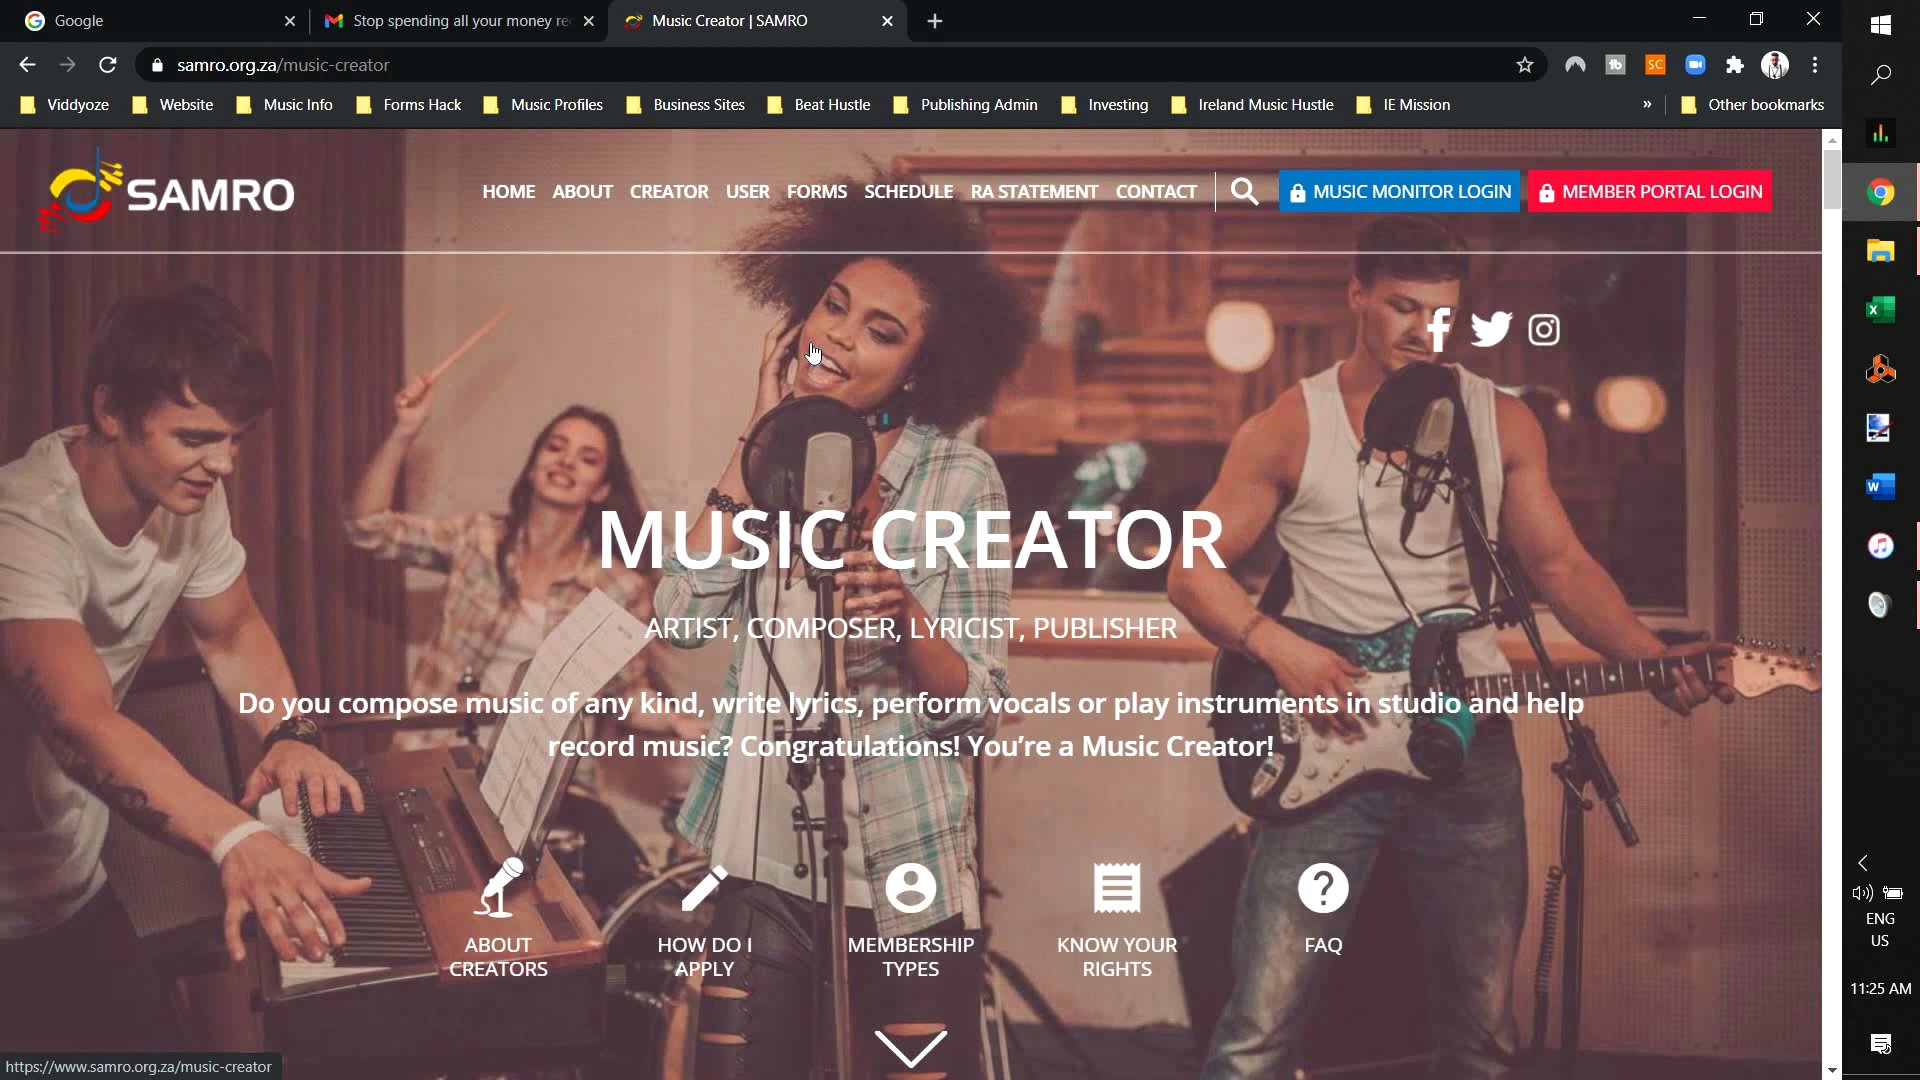 Google
Stop spending all your money re
Music Creator | SAMRO
samro.org.za/music-creator
SC
Viddyoze
Website
Music Info
Forms Hack
Music Profiles
Business Sites
Beat Hustle
Publishing Admin
Investing
Ireland Music Hustle
IE Mission
»
Other bookmarks
SAMRO
HOME
ABOUT
CREATOR
USER
FORMS
SCHEDULE
RA STATEMENT
CONTACT
MUSIC MONITOR LOGIN
MEMBER PORTAL LOGIN
MUSIC CREATOR
ARTIST, COMPOSER, LYRICIST, PUBLISHER
Do you compose music of any kind, write lyrics, perform vocals or play instruments in studio and help
record music? Congratulations! You’re a Music Creator!
ABOUT
CREATORS
HOW DO I
APPLY
MEMBERSHIP
TYPES
KNOW YOUR
RIGHTS
FAQ
https://www.samro.org.za/music-creator
ENG
US
11:25 AM